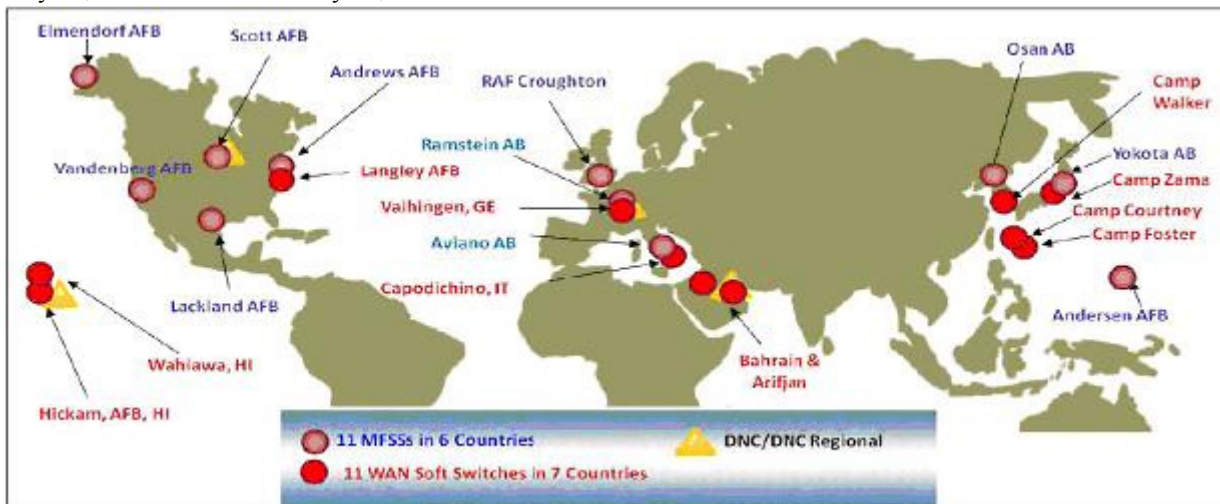 Elmendorf AFB
Scott AFB
Andrews AFB
Vandenberg AFB
Langley AFB
Lackland AFB
Wahiawa, HI
Hickam, AFB, HI
RAF Croughton
Ramstein AB
Vaihingen, GE
Aviano AB
Capodichino, IT
Bahrain &
Arifjan
Osan AB
Camp
Walker
Yokota AB
Camp Zama
Camp Courtney
Camp Foster
Andersen AFB
11 MFSSs in 6 Countries
DNC/DNC Regional
11 WAN Soft Switches in 7 Countries